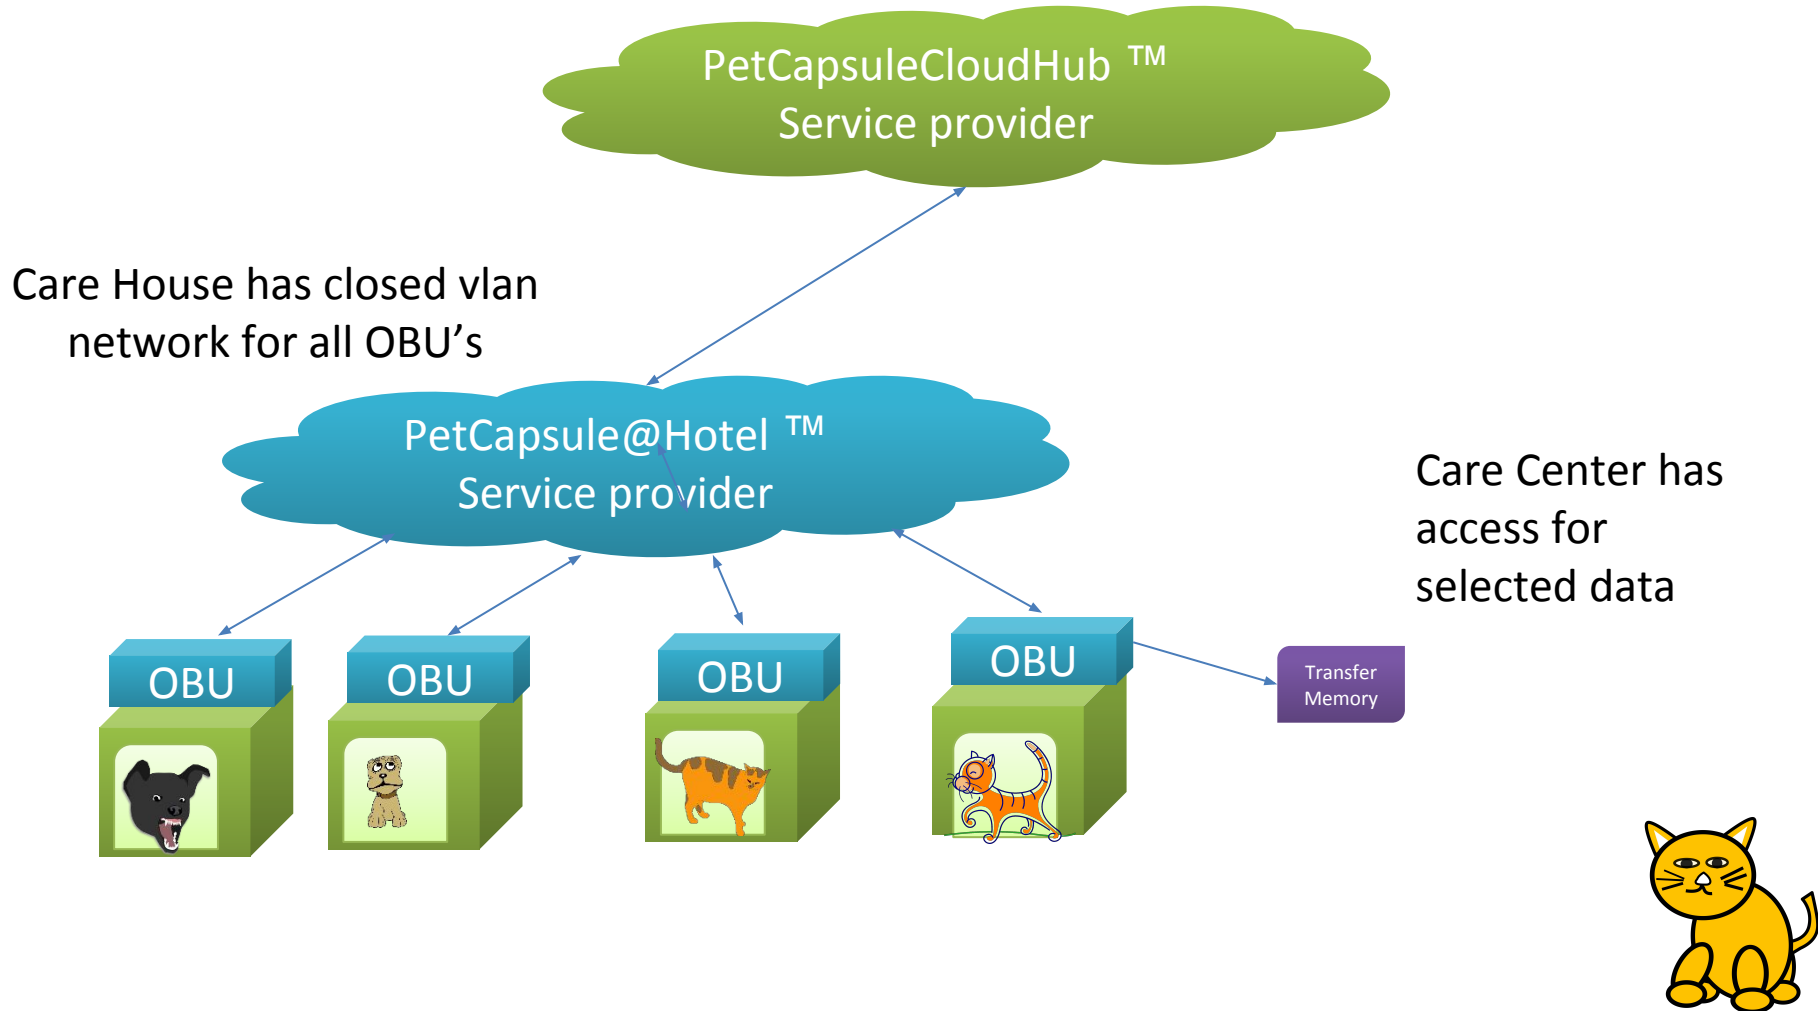 PetCapsuleCloudHub ™
Service provider
Care House has closed vlan
network for all OBU’s
PetCapsule@Hotel ™
Service provider
Care Center has
access for
selected data
OBU
OBU
OBU
OBU
Transfer
Memory